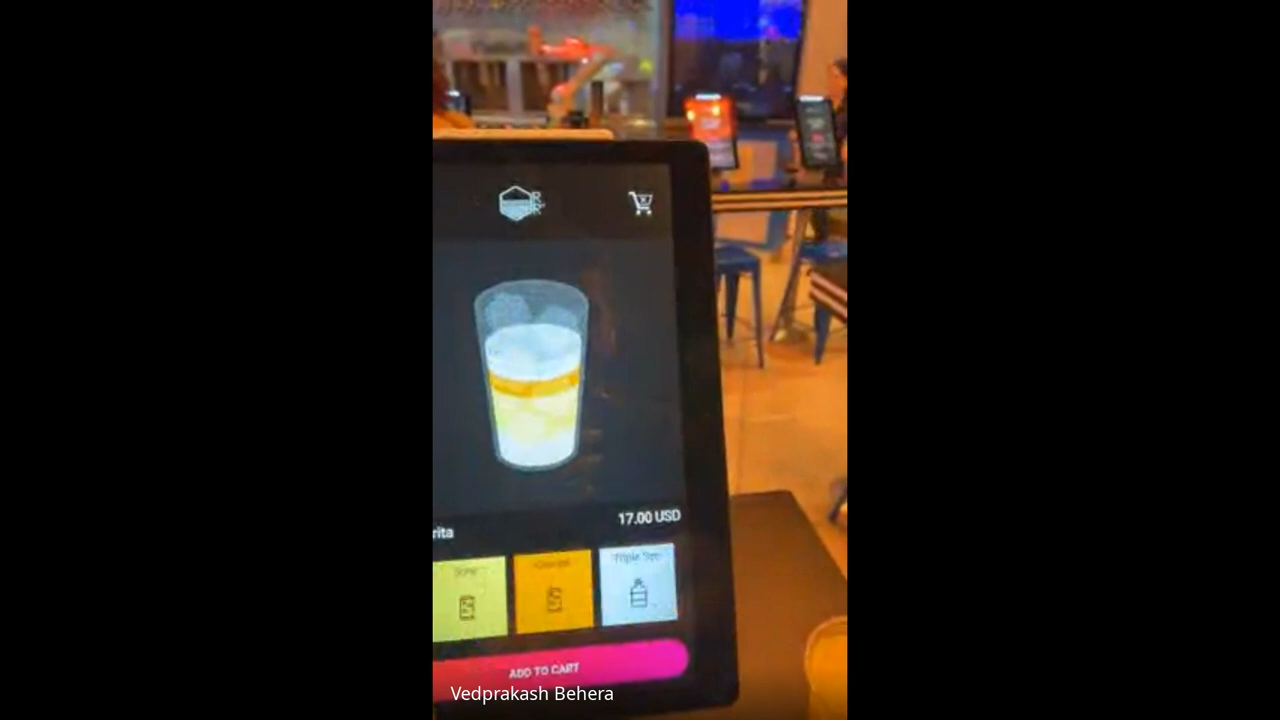 17.00 USD
rita
Triple Sec
ADD TO CART
Vedprakash Behera